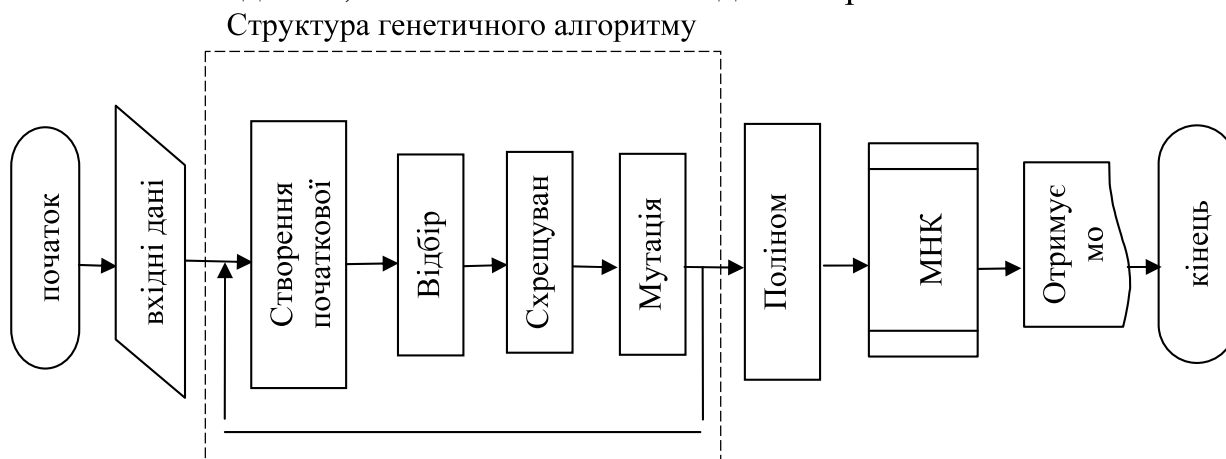 Структура генетичного алгоритму
початок
вхідні дані
Створення
початкової
Відбір
Схрещуван
Мутація
Поліном
МНК
Отримує
мо
кінець